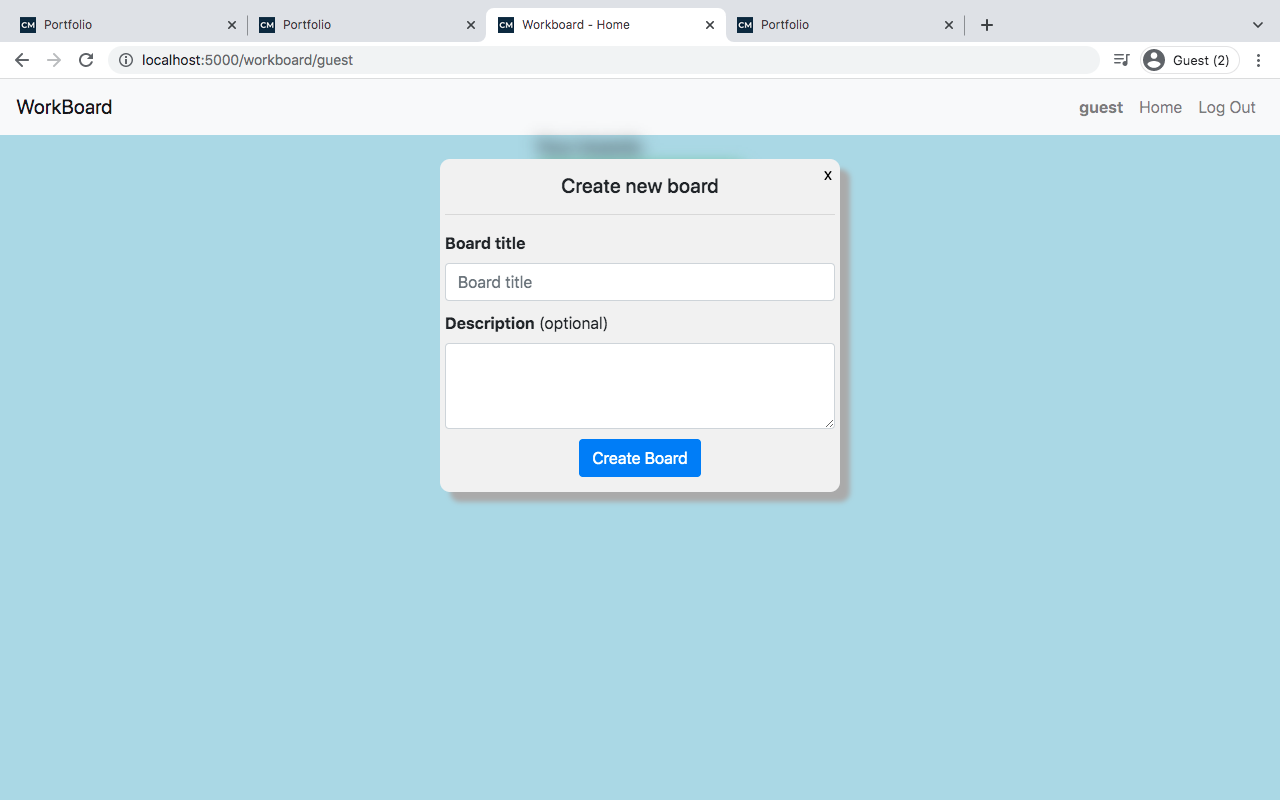 CM Portfolio
CM Portfolio
CM Workboard - Home
CM Portfolio
localhost:5000/workboard/guest
Guest (2)
WorkBoard
guest Home Log Out
Create new board
x
Board title
Board title
Description (optional)
Create Board